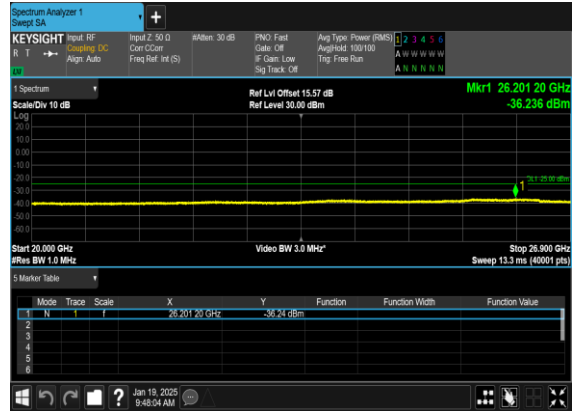 Spectrum Analyzer 1
Swept SA
+
KEYSIGHT Input: RF Input Z: 50 Ω #Atten: 30 dB PNO: Fast Avg Type: Power (RMS) 1 2 3 4 5 6
R T Coupling: DC Corr CCorr Gate: Off Avg|Hold: 100/100 A W W W W W
Align: Auto Freq Ref: Int (S) IF Gain: Low Trig: Free Run
Sig Track: Off A N N N N N
1 Spectrum Ref Lvl Offset 15.57 dB Mkr1 26.201 20 GHz
Scale/Div 10 dB Ref Level 30.00 dBm -36.236 dBm
Log
20.0
10.0
0.00
-10.0
-20.0
DL1 -25.00 dBm
1
-30.0
-40.0
-50.0
-60.0
Start 20.000 GHz Video BW 3.0 MHz* Stop 26.900 GHz
#Res BW 1.0 MHz Sweep 13.3 ms (40001 pts)
5 Marker Table
Mode Trace Scale X Y Function Function Width Function Value
1 N 1 f 26.201 20 GHz -36.24 dBm
2
3
4
5
6
? Jan 19, 2025
9:48:04 AM